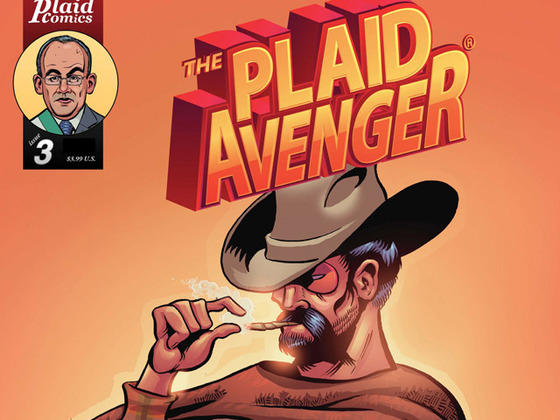 Plaid
Comics
Issue
3
$3.99 U.S.
THE
PLAID
AVENGER®